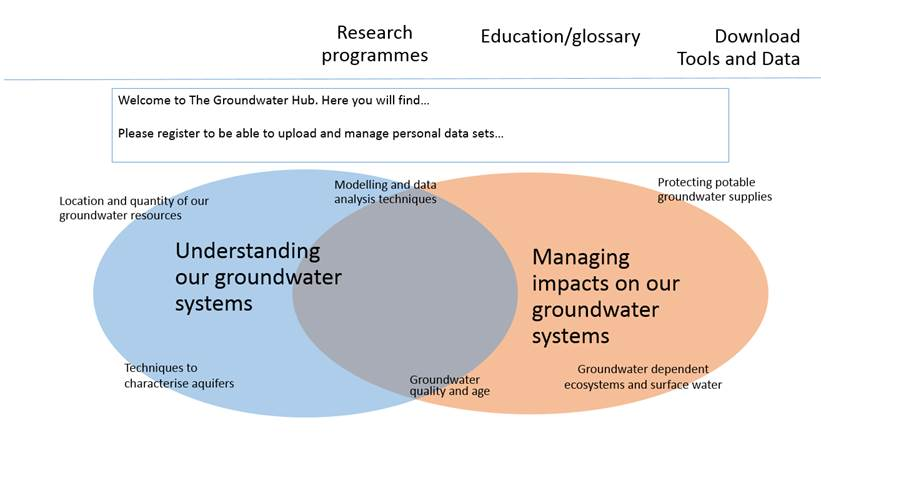 Research
programmes
Education/glossary
Download
Tools and Data
Welcome to The Groundwater Hub. Here you will find...
Please register to be able to upload and manage personal data sets...
Location and quantity of our
groundwater resources
Modelling and data
analysis techniques
Protecting potable
groundwater supplies
Understanding
our groundwater
systems
Managing
impacts on our
groundwater
systems
Techniques to
characterise aquifers
Groundwater
quality and age
Groundwater dependent
ecosystems and surface water